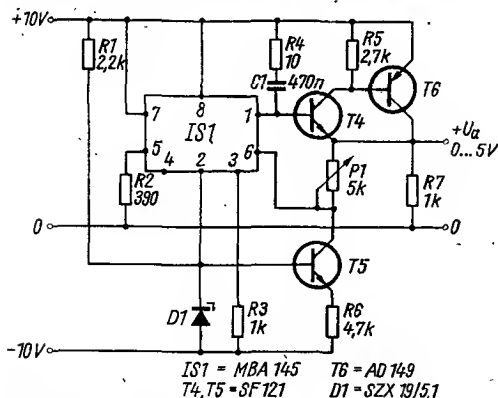 +10V
R1
2,2k
R4
10
C1
470n
R5
2,7k
T6
T4
8
7
IS1
1
5
4
2
3
6
R2
390
P1
5k
+Ua
0...5V
R7
1k
0
0
T5
D1
R3
1k
R6
4,7k
-10V
IS1 = MBA 145
T6 = AD 149
T4, T5 = SF 121
D1 = SZX 19/5,1